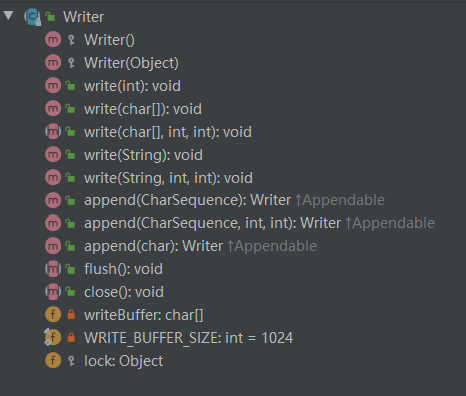 Writer
Writer()
Writer(Object)
write(int): void
write(char[]): void
write(char[], int, int): void
write(String): void
write(String, int, int): void
append(CharSequence): Writer ↑Appendable
append(CharSequence, int, int): Writer ↑Appendable
append(char): Writer ↑Appendable
flush(): void
close(): void
writeBuffer: char[]
WRITE_BUFFER_SIZE: int = 1024
lock: Object